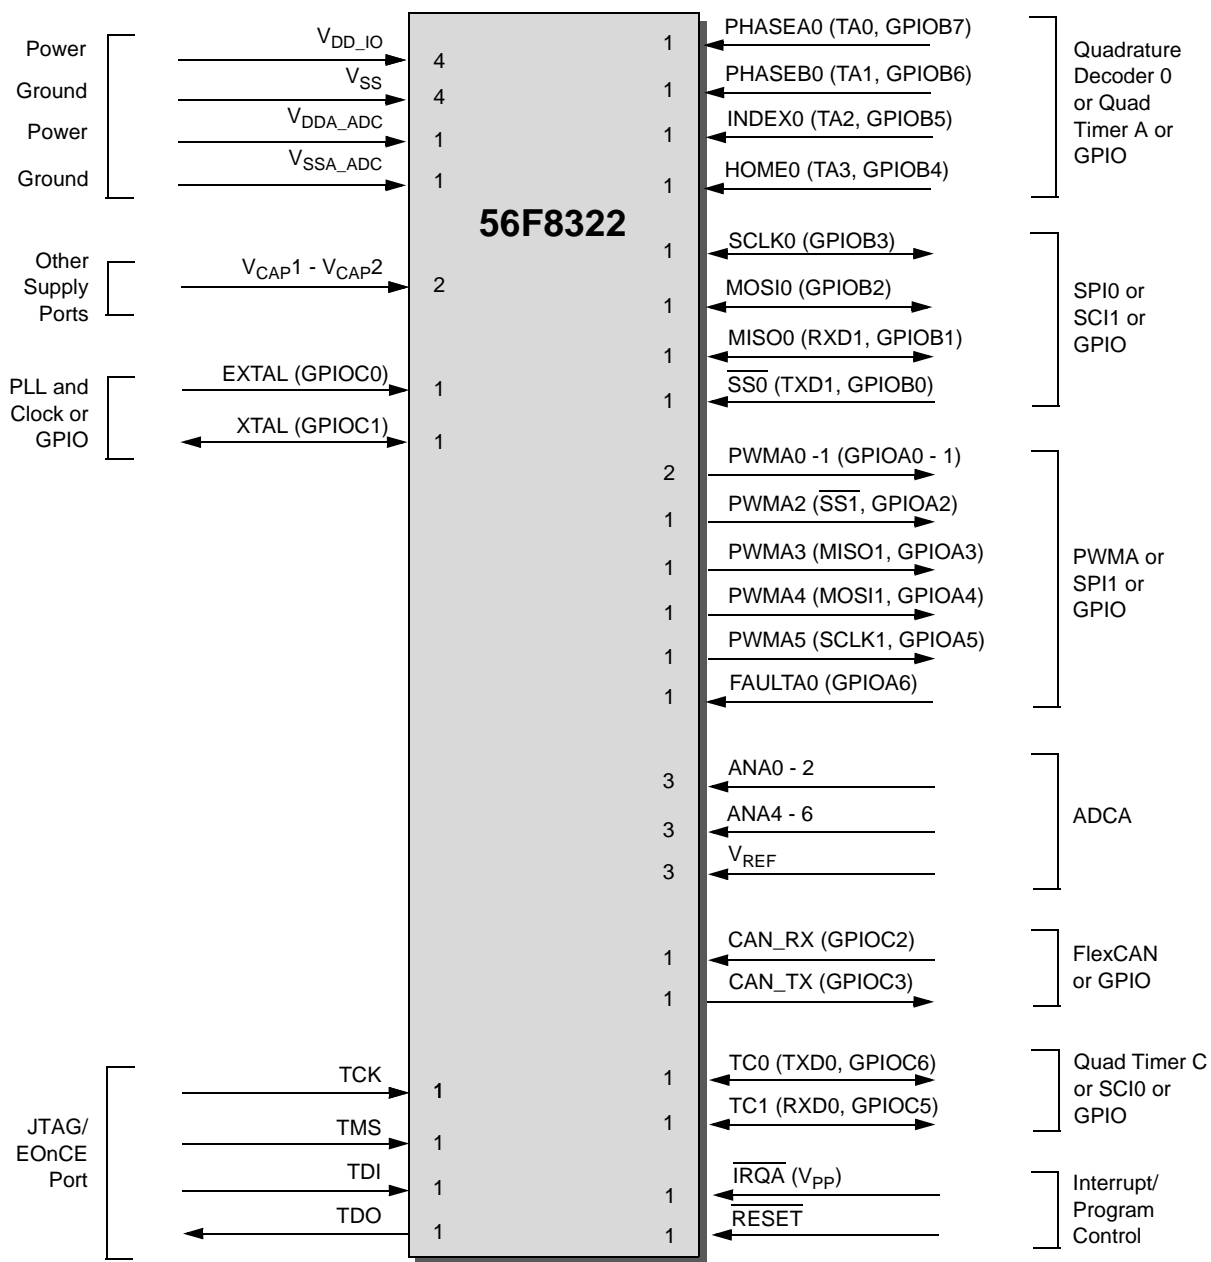 56F8322
Power
V_DD_IO
4
Ground
V_SS
4
Power
V_DDA_ADC
1
Ground
V_SSA_ADC
1
Other
Supply
Ports
V_CAP1 - V_CAP2
2
PLL and
Clock or
GPIO
EXTAL (GPIOC0)
1
XTAL (GPIOC1)
1
JTAG/
EOnCE
Port
TCK
1
TMS
1
TDI
1
TDO
1
1
PHASEA0 (TA0, GPIOB7)
1
PHASEB0 (TA1, GPIOB6)
1
INDEX0 (TA2, GPIOB5)
1
HOME0 (TA3, GPIOB4)
Quadrature
Decoder 0
or Quad
Timer A or
GPIO
1
SCLK0 (GPIOB3)
1
MOSI0 (GPIOB2)
1
MISO0 (RXD1, GPIOB1)
1
S̅S̅0̅ (TXD1, GPIOB0)
SPI0 or
SCI1 or
GPIO
2
PWMA0 -1 (GPIOA0 - 1)
1
PWMA2 (S̅S̅1̅, GPIOA2)
1
PWMA3 (MISO1, GPIOA3)
1
PWMA4 (MOSI1, GPIOA4)
1
PWMA5 (SCLK1, GPIOA5)
1
FAULTA0 (GPIOA6)
PWMA or
SPI1 or
GPIO
3
ANA0 - 2
3
ANA4 - 6
3
V_REF
ADCA
1
CAN_RX (GPIOC2)
1
CAN_TX (GPIOC3)
FlexCAN
or GPIO
1
TC0 (TXD0, GPIOC6)
1
TC1 (RXD0, GPIOC5)
Quad Timer C
or SCI0 or
GPIO
1
I̅R̅Q̅A̅ (V_PP)
1
R̅E̅S̅E̅T̅
Interrupt/
Program
Control